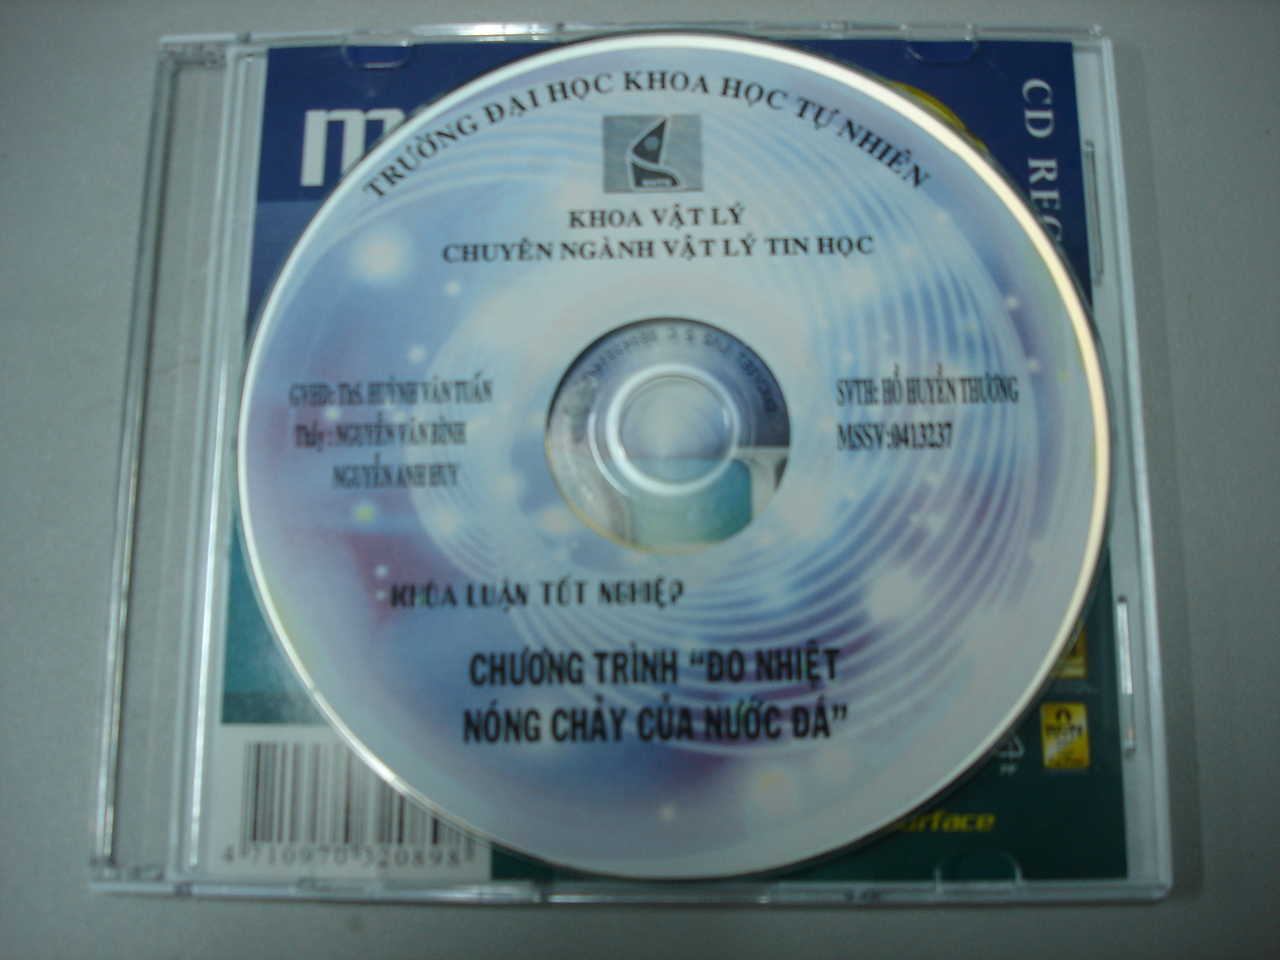 TRƯỜNG ĐẠI HỌC KHOA HỌC TỰ NHIÊN
KHOA VẬT LÝ
CHUYÊN NGÀNH VẬT LÝ TIN HỌC
GVHD: ThS. HUỲNH VĂN TUẤN
Thầy : NGUYỄN VĂN BÌNH
NGUYỄN ANH HUY
SVTH: HỒ HUYỀN THƯƠNG
MSSV:0413237
KHÓA LUẬN TỐT NGHIỆP
CHƯƠNG TRÌNH “ĐO NHIỆT
NÓNG CHẢY CỦA NƯỚC ĐÁ”
CD REC
4 710970 320898